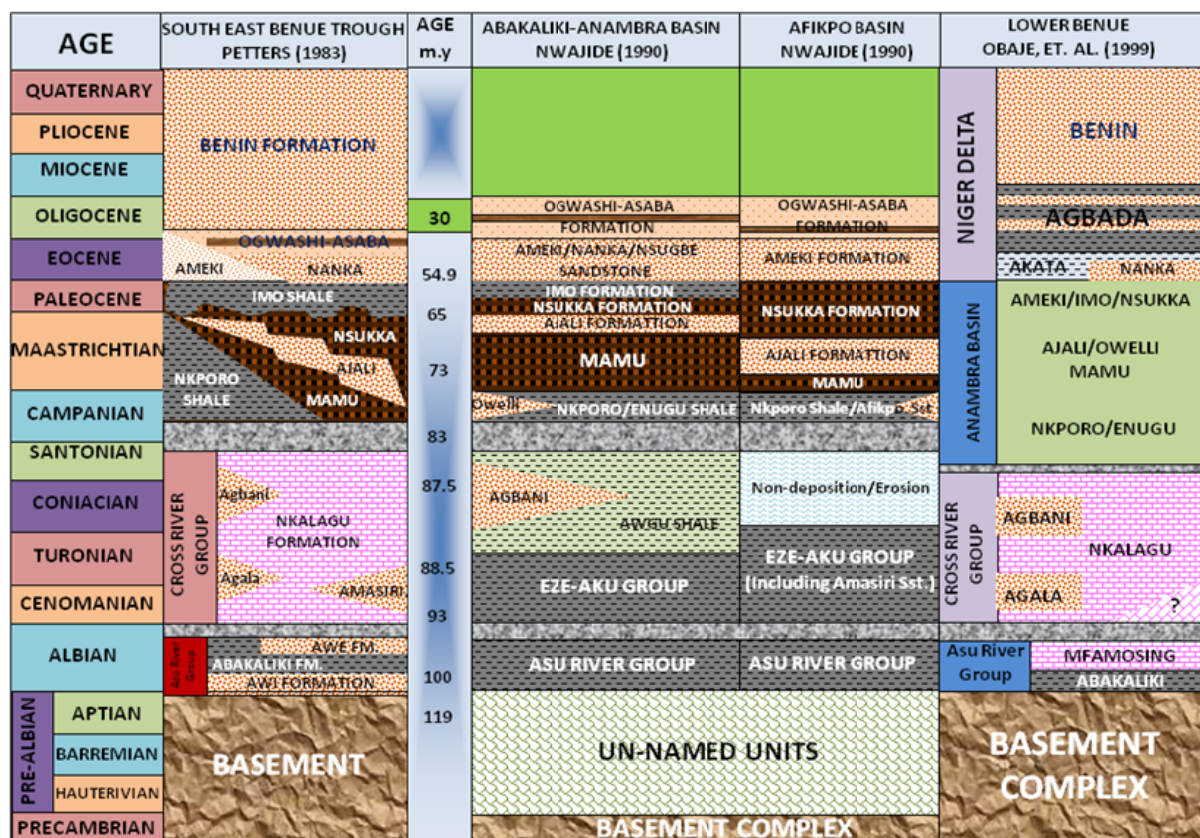 AGE
SOUTH EAST BENUE TROUGH
PETTERS (1983)
AGE
m.y
ABAKALIKI-ANAMBRA BASIN
NWAJIDE (1990)
AFIKPO BASIN
NWAJIDE (1990)
LOWER BENUE
OBAJE, ET. AL. (1999)
QUATERNARY
PLIOCENE
MIOCENE
OLIGOCENE
EOCENE
PALEOCENE
MAASTRICHTIAN
CAMPANIAN
SANTONIAN
CONIACIAN
TURONIAN
CENOMANIAN
ALBIAN
PRE-ALBIAN
APTIAN
BARREMIAN
HAUTERIVIAN
PRECAMBRIAN
BENIN FORMATION
OGWASHI-ASABA
AMEKI
NANKA
IMO SHALE
NSUKKA
AJALI
NKPORO
SHALE
MAMU
CROSS RIVER
GROUP
Agbani
NKALAGU
FORMATION
Agala
AMASIRI
Asu River
Group
AWE FM.
ABAKALIKI FM.
AWI FORMATION
BASEMENT
30
54.9
65
73
83
87.5
88.5
93
100
119
OGWASHI-ASABA
FORMATION
AMEKI/NANKA/NSUGBE
SANDSTONE
IMO FORMATION
NSUKKA FORMATION
AJALI FORMATTION
MAMU
Owelli
NKPORO/ENUGU SHALE
AGBANI
AWGU SHALE
EZE-AKU GROUP
ASU RIVER GROUP
UN-NAMED UNITS
BASEMENT COMPLEX
OGWASHI-ASABA
FORMATION
AMEKI FORMATION
NSUKKA FORMATION
AJALI FORMATTION
MAMU
Nkporo Shale/Afikpo Sst
Non-deposition/Erosion
EZE-AKU GROUP
(Including Amasiri Sst.)
ASU RIVER GROUP
NIGER DELTA
BENIN
AGBADA
AKATA
NANKA
ANAMBRA BASIN
AMEKI/IMO/NSUKKA
AJALI/OWELLI
MAMU
NKPORO/ENUGU
CROSS RIVER
GROUP
AGBANI
NKALAGU
AGALA
?
Asu River
Group
MFAMOSING
ABAKALIKI
BASEMENT
COMPLEX